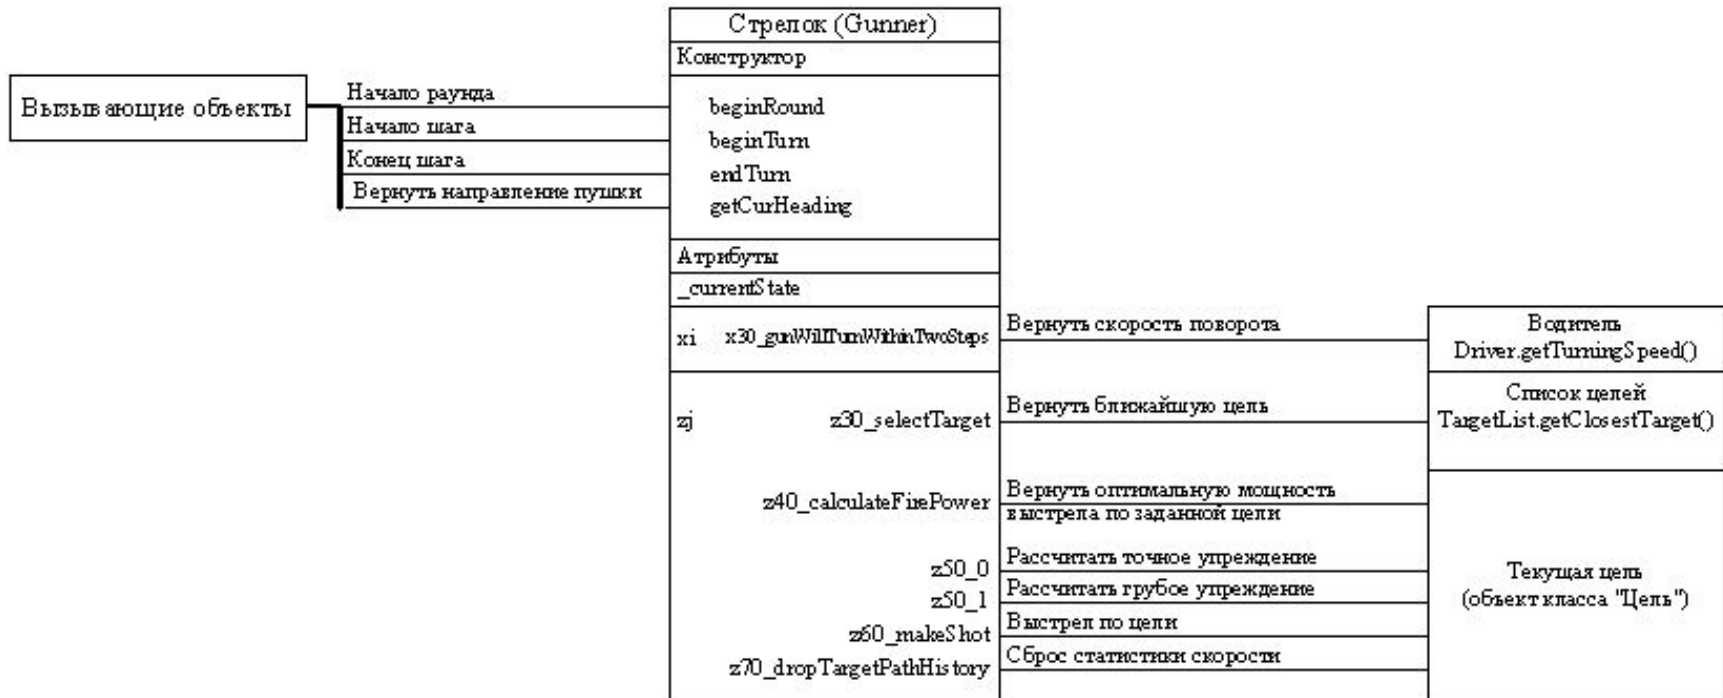 Стрелок (Gunner)
Конструктор
Вызывающие объекты
Начало раунда
beginRound
Начало шага
beginTurn
Конец шага
endTurn
Вернуть направление пушки
getCurHeading
Атрибуты
_currentState
xi x30_gunWillTurnWithinTwoSteps
Вернуть скорость поворота
Водитель
Driver.getTurningSpeed()
zj z30_selectTarget
Вернуть ближайшую цель
Список целей
TargetList.getClosestTarget()
z40_calculateFirePower
Вернуть оптимальную мощность
выстрела по заданной цели
z50_0
Рассчитать точное упреждение
z50_1
Рассчитать грубое упреждение
Текущая цель
(объект класса "Цель")
z60_makeShot
Выстрел по цели
z70_dropTargetPathHistory
Сброс статистики скорости